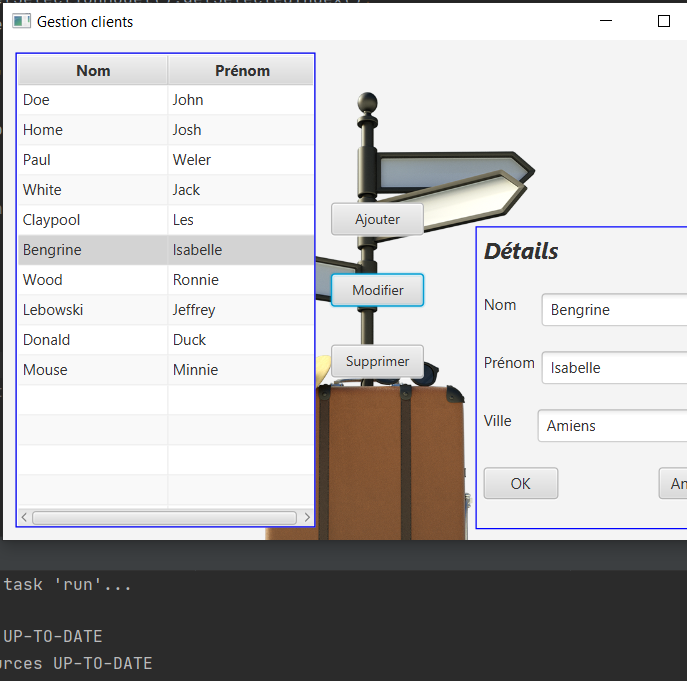 Gestion clients
Nom Prénom
Doe John
Home Josh
Paul Weler
White Jack
Claypool Les
Bengrine Isabelle
Wood Ronnie
Lebowski Jeffrey
Donald Duck
Mouse Minnie
Ajouter
Modifier
Supprimer
Détails
Nom Bengrine
Prénom Isabelle
Ville Amiens
OK An
task 'run'...
UP-TO-DATE
urces UP-TO-DATE